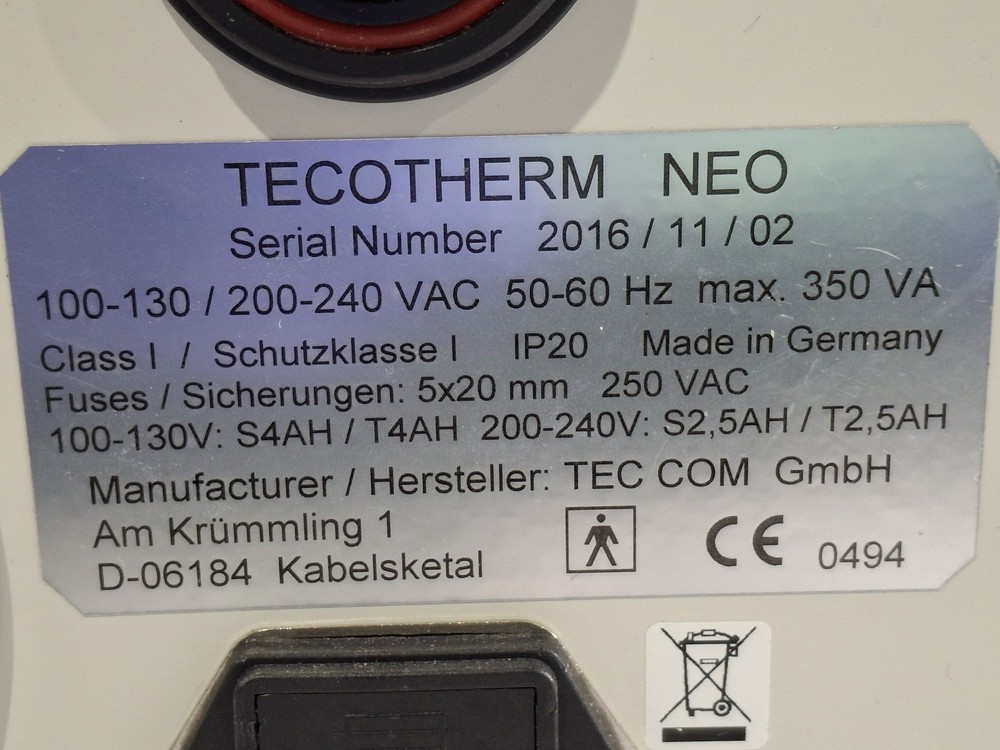 TECOTHERM NEO
Serial Number 2016 / 11 / 02
100-130 / 200-240 VAC 50-60 Hz max. 350 VA
Class I / Schutzklasse I IP20 Made in Germany
Fuses / Sicherungen: 5x20 mm 250 VAC
100-130V: S4AH / T4AH 200-240V: S2,5AH / T2,5AH
Manufacturer / Hersteller: TEC COM GmbH
Am Krümmling 1
D-06184 Kabelsketal
CE 0494